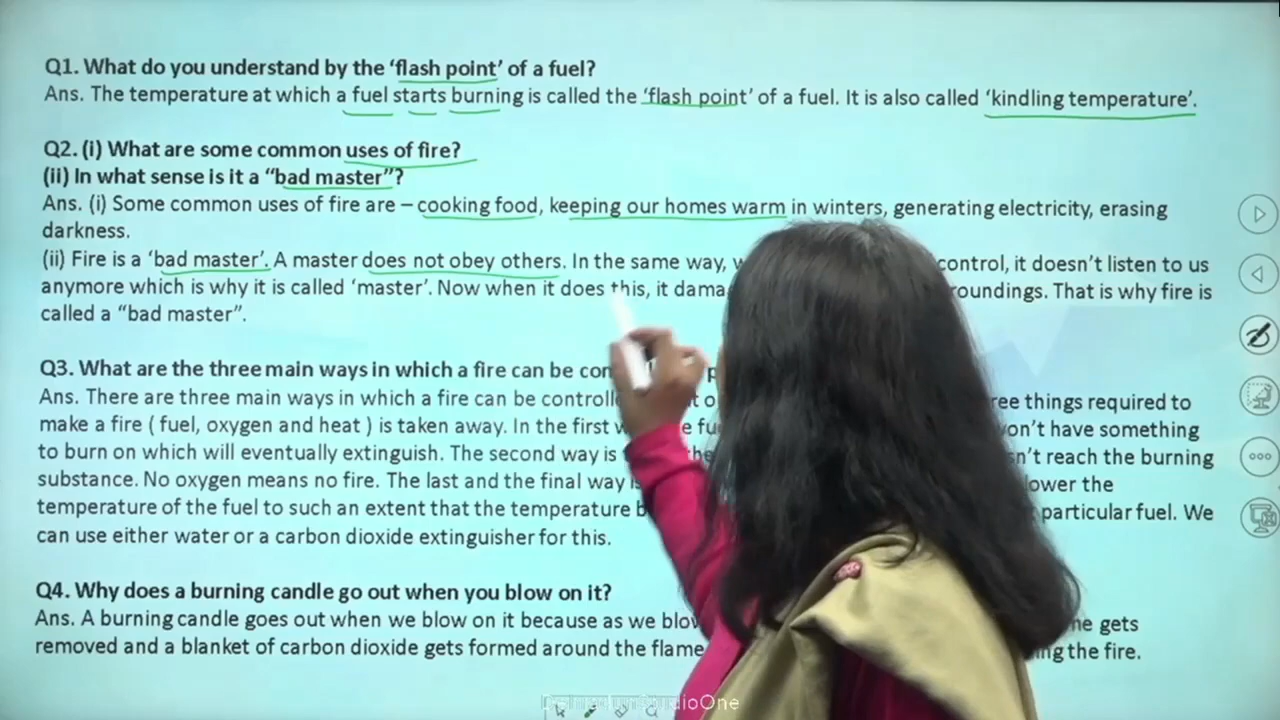 Q1. What do you understand by the ‘flash point’ of a fuel?
Ans. The temperature at which a fuel starts burning is called the ‘flash point’ of a fuel. It is also called ‘kindling temperature’.
Q2. (i) What are some common uses of fire?
(ii) In what sense is it a “bad master”?
Ans. (i) Some common uses of fire are – cooking food, keeping our homes warm in winters, generating electricity, erasing
darkness.
(ii) Fire is a ‘bad master’. A master does not obey others. In the same way, control, it doesn’t listen to us
anymore which is why it is called ‘master’. Now when it does this, it That is why fire is
called a “bad master”.
Q3. What are the three main ways in which a fire can be
Ans. There are three main ways in which a fire can be things required to
make a fire ( fuel, oxygen and heat ) is taken away. In the first have something
to burn on which will eventually extinguish. The second way is reach the burning
substance. No oxygen means no fire. The last and the final way lower the
temperature of the fuel to such an extent that the temperature particular fuel. We
can use either water or a carbon dioxide extinguisher for this.
Q4. Why does a burning candle go out when you blow on it?
Ans. A burning candle goes out when we blow on it because as we gets
removed and a blanket of carbon dioxide gets formed around the flame the fire.